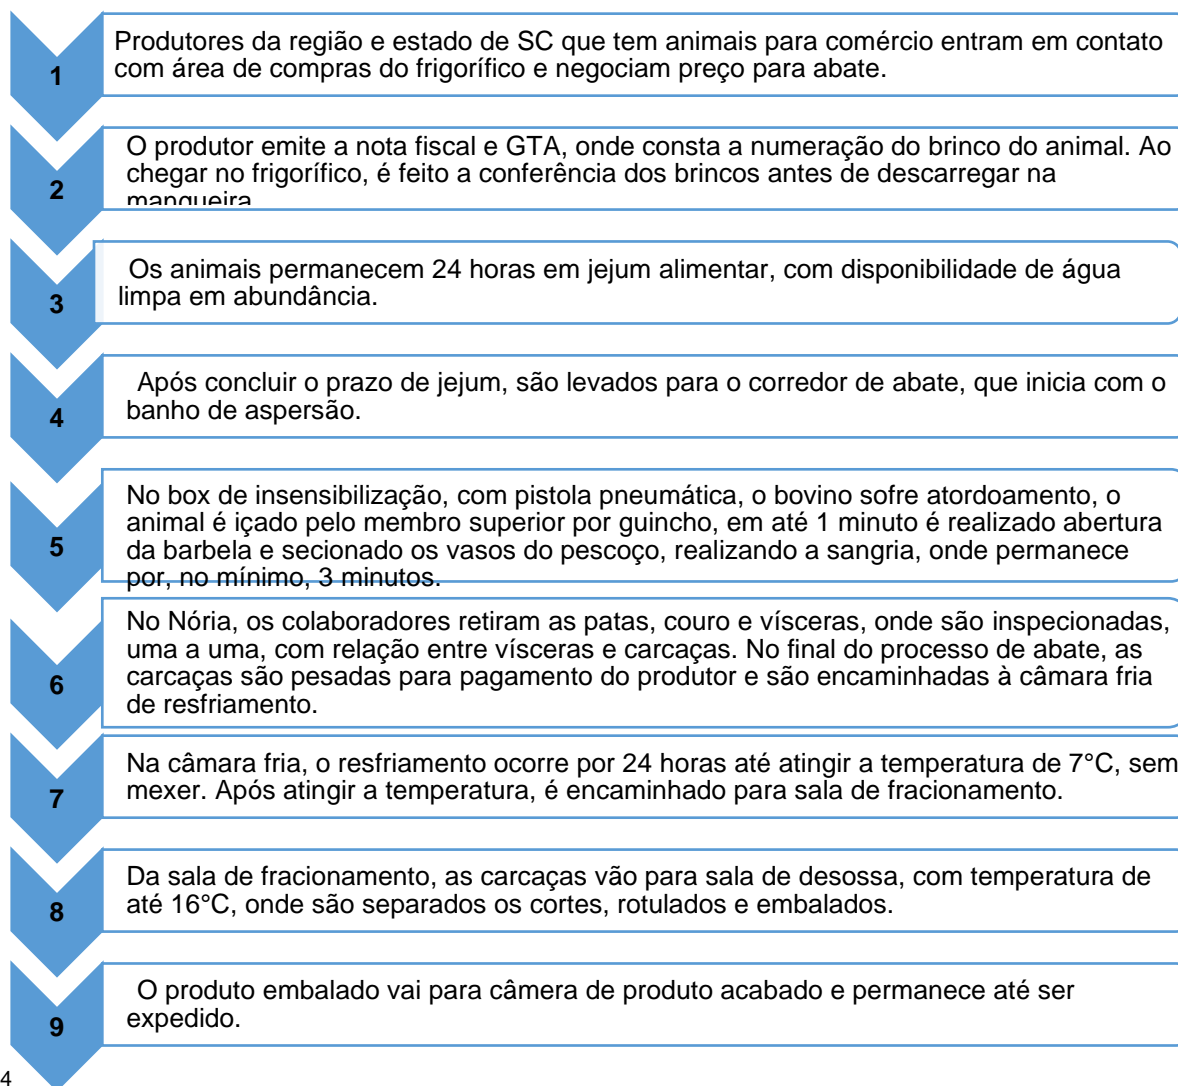 1
Produtores da região e estado de SC que tem animais para comércio entram em contato
com área de compras do frigorífico e negociam preço para abate.
2
O produtor emite a nota fiscal e GTA, onde consta a numeração do brinco do animal. Ao
chegar no frigorífico, é feito a conferência dos brincos antes de descarregar na
mangueira
3
Os animais permanecem 24 horas em jejum alimentar, com disponibilidade de água
limpa em abundância.
4
Após concluir o prazo de jejum, são levados para o corredor de abate, que inicia com o
banho de aspersão.
5
No box de insensibilização, com pistola pneumática, o bovino sofre atordoamento, o
animal é içado pelo membro superior por guincho, em até 1 minuto é realizado abertura
da barbela e secionado os vasos do pescoço, realizando a sangria, onde permanece
por, no mínimo, 3 minutos.
6
No Nória, os colaboradores retiram as patas, couro e vísceras, onde são inspecionadas,
uma a uma, com relação entre vísceras e carcaças. No final do processo de abate, as
carcaças são pesadas para pagamento do produtor e são encaminhadas à câmara fria
de resfriamento.
7
Na câmara fria, o resfriamento ocorre por 24 horas até atingir a temperatura de 7°C, sem
mexer. Após atingir a temperatura, é encaminhado para sala de fracionamento.
8
Da sala de fracionamento, as carcaças vão para sala de desossa, com temperatura de
até 16°C, onde são separados os cortes, rotulados e embalados.
9
O produto embalado vai para câmera de produto acabado e permanece até ser
expedido.
4